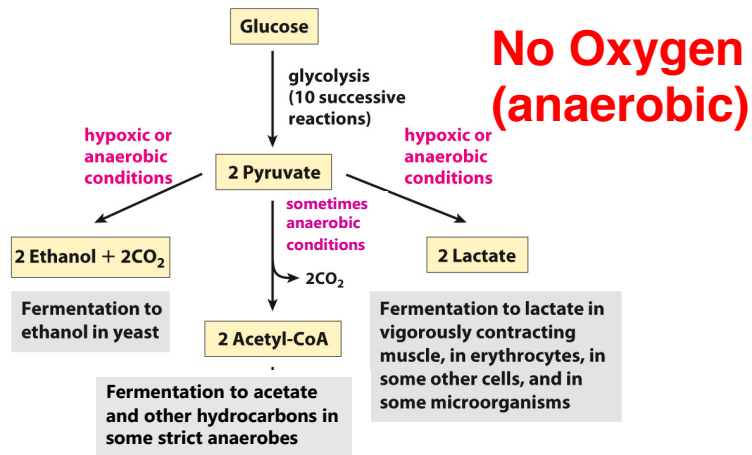 Glucose
No Oxygen
(anaerobic)
glycolysis
(10 successive
reactions)
hypoxic or
anaerobic
conditions
hypoxic or
anaerobic
conditions
2 Pyruvate
sometimes
anaerobic
conditions
2 Ethanol + 2CO₂
2CO₂
2 Lactate
Fermentation to
ethanol in yeast
2 Acetyl-CoA
Fermentation to lactate in
vigorously contracting
muscle, in erythrocytes, in
some other cells, and in
some microorganisms
Fermentation to acetate
and other hydrocarbons in
some strict anaerobes